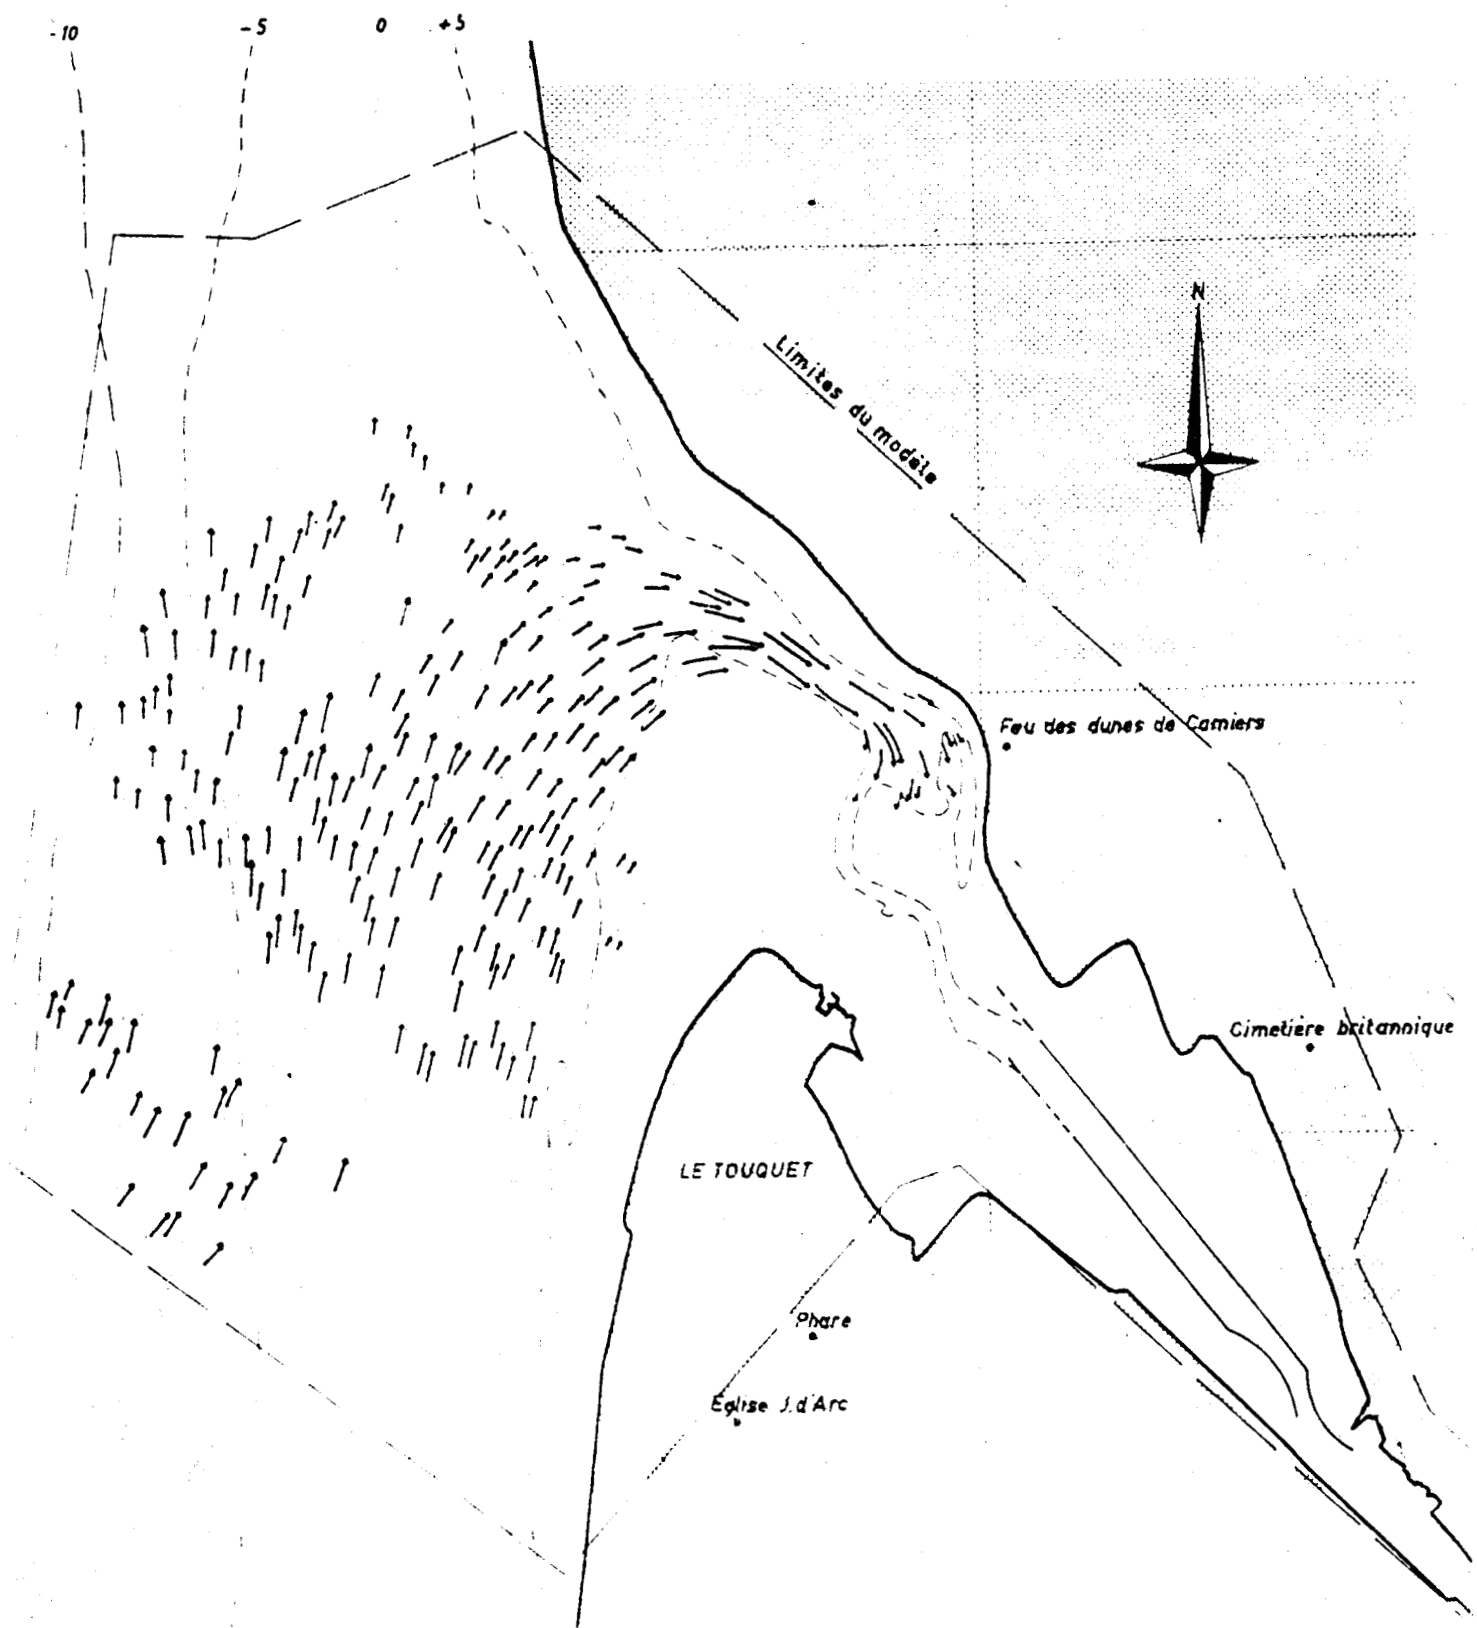 -10 -5 0 +5
N
Limites du modèle
Feu des dunes de Camiers
Cimetière britannique
LE TOUQUET
Phare
Eglise J. d'Arc